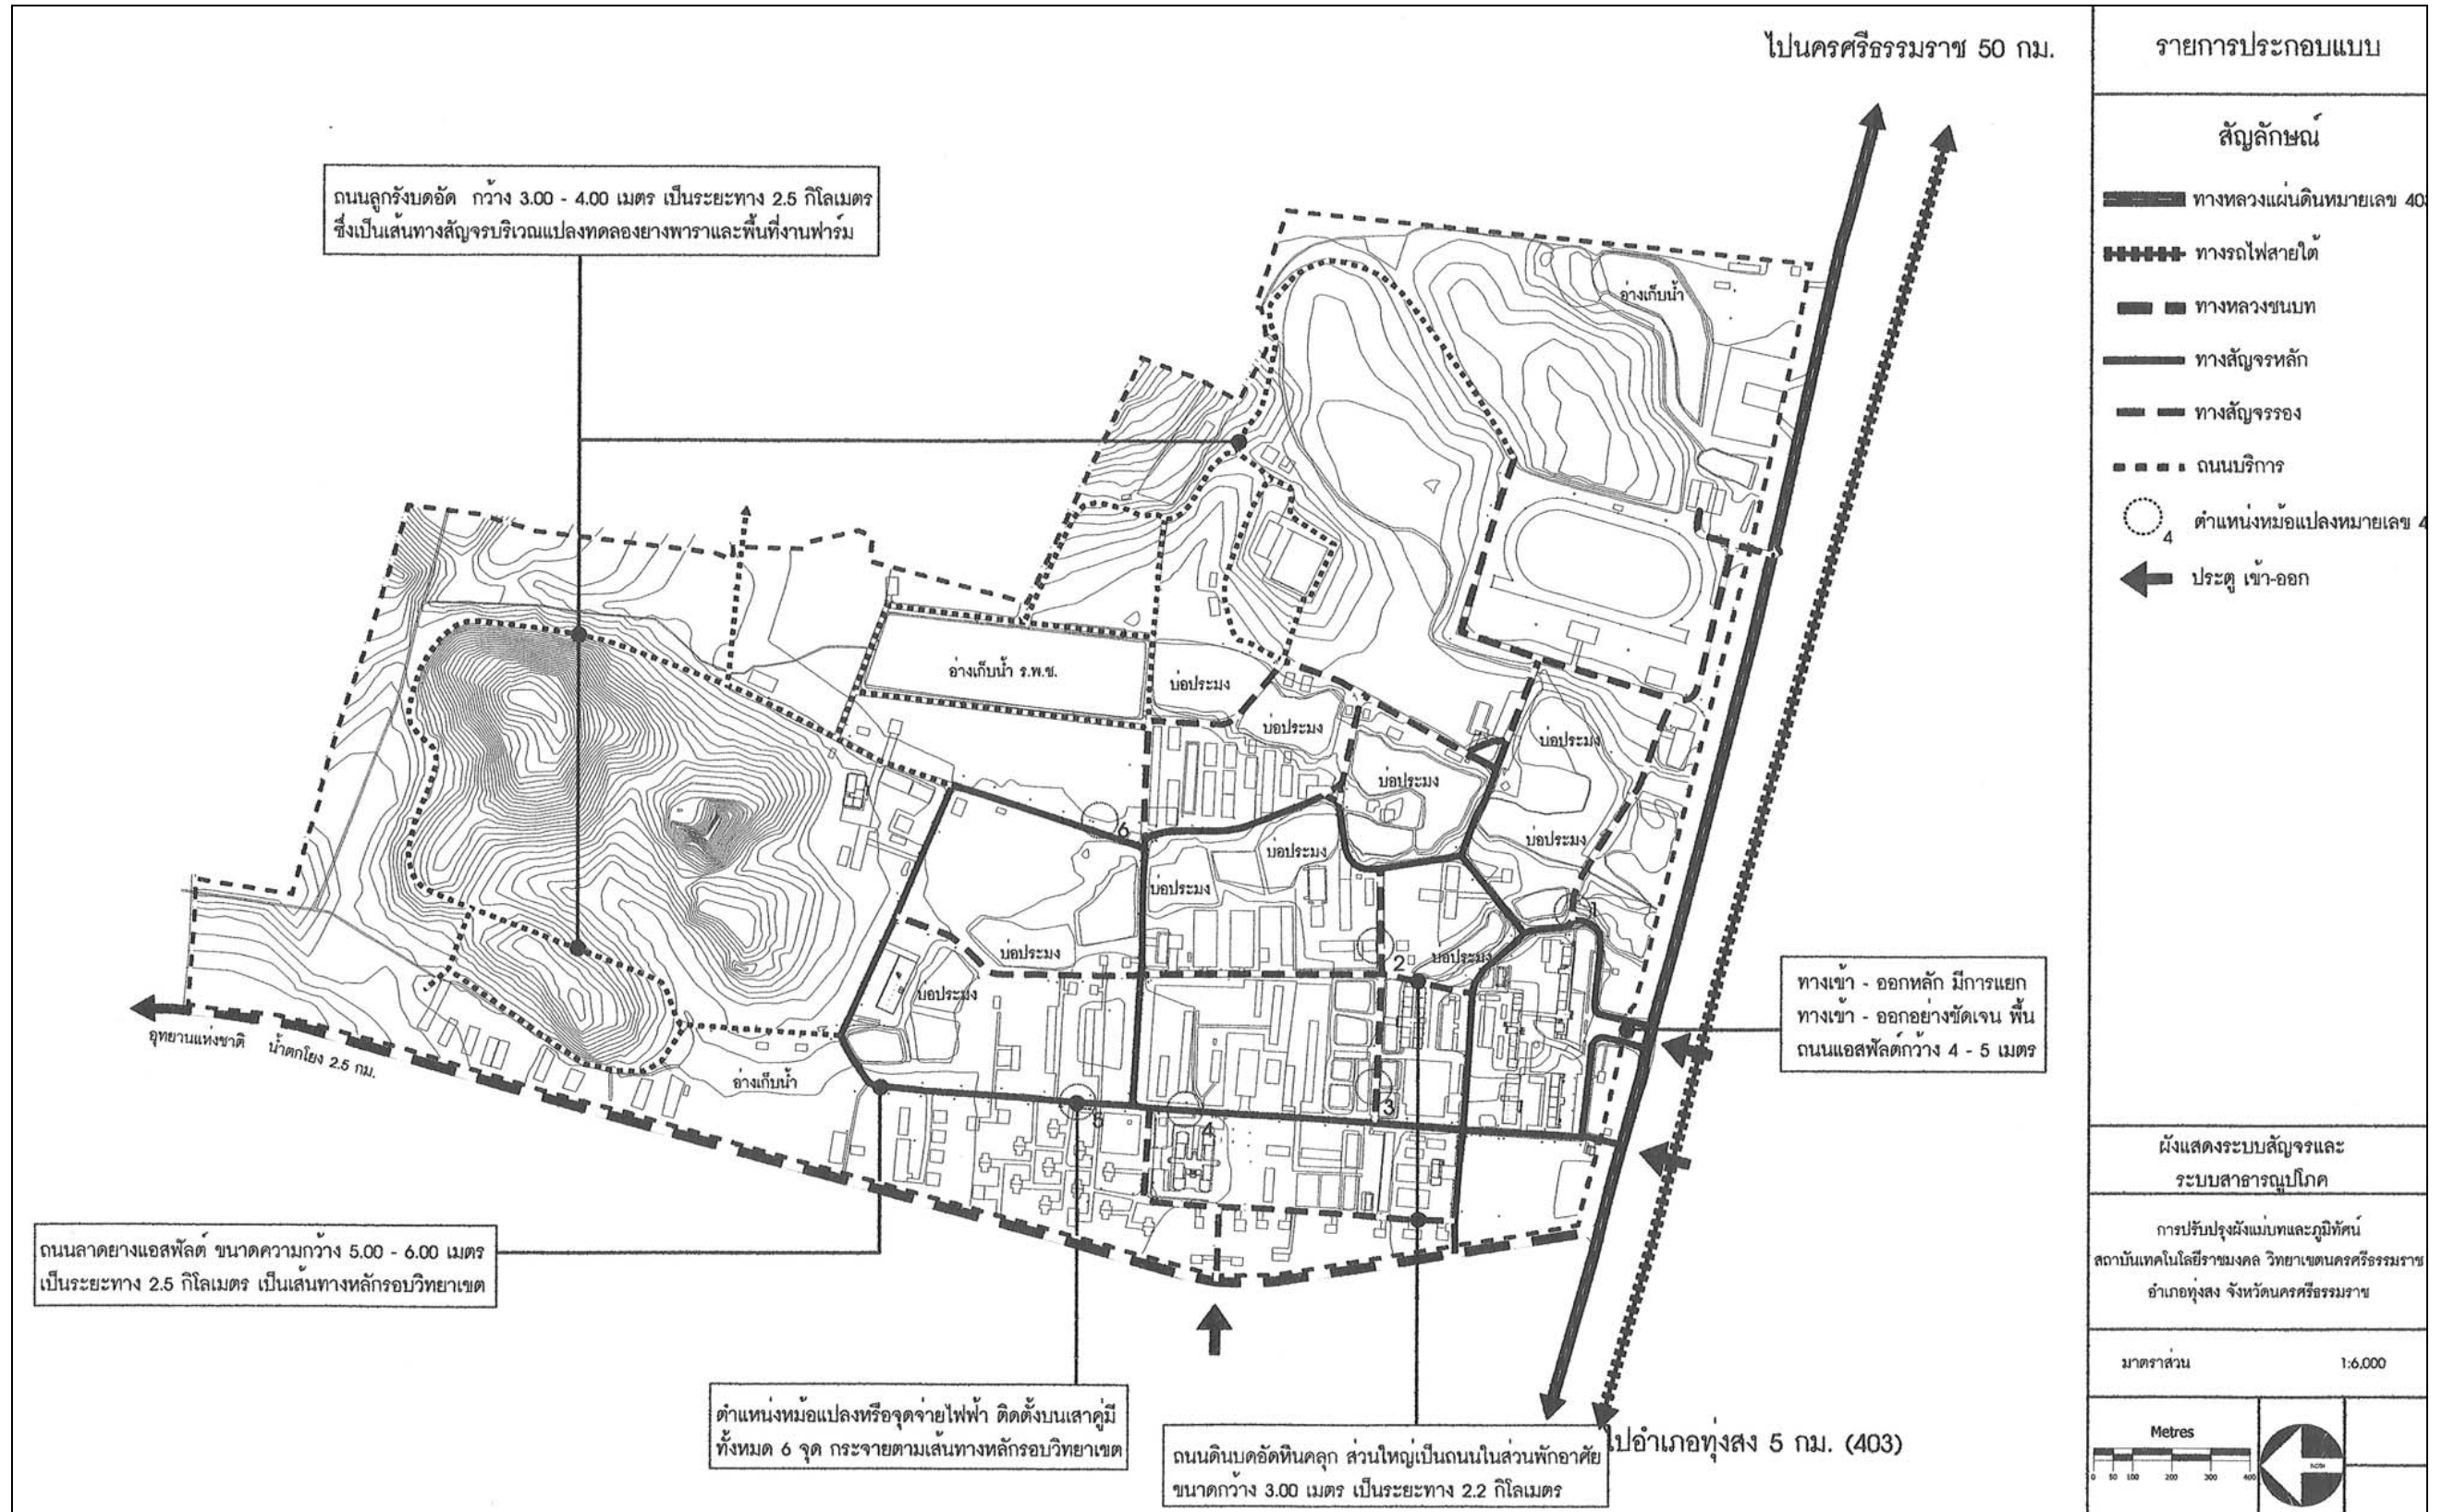 ไปนครศรีธรรมราช 50 กม.
ถนนลูกรังบดอัด กว้าง 3.00 - 4.00 เมตร เป็นระยะทาง 2.5 กิโลเมตร
ซึ่งเป็นเส้นทางสัญจรบริเวณแปลงทดลองยางพาราและพื้นที่งานฟาร์ม
อ่างเก็บน้ำ
อ่างเก็บน้ำ ร.พ.ช.
บ่อประมง
บ่อประมง
บ่อประมง
บ่อประมง
บ่อประมง
บ่อประมง
บ่อประมง
บ่อประมง
บ่อประมง
บ่อประมง
6
1
2
3
4
5
อุทยานแห่งชาติ น้ำตกโยง 2.5 กม.
อ่างเก็บน้ำ
ทางเข้า - ออกหลัก มีการแยก
ทางเข้า - ออกอย่างชัดเจน พื้น
ถนนแอสฟัลต์กว้าง 4 - 5 เมตร
ถนนลาดยางแอสฟัลต์ ขนาดความกว้าง 5.00 - 6.00 เมตร
เป็นระยะทาง 2.5 กิโลเมตร เป็นเส้นทางหลักรอบวิทยาเขต
ตำแหน่งหม้อแปลงหรือจุดจ่ายไฟฟ้า ติดตั้งบนเสาคู่มี
ทั้งหมด 6 จุด กระจายตามเส้นทางหลักรอบวิทยาเขต
ถนนดินบดอัดหินคลุก ส่วนใหญ่เป็นถนนในส่วนพักอาศัย
ขนาดกว้าง 3.00 เมตร เป็นระยะทาง 2.2 กิโลเมตร
ไปอำเภอทุ่งสง 5 กม. (403)
รายการประกอบแบบ
สัญลักษณ์
ทางหลวงแผ่นดินหมายเลข 403
ทางรถไฟสายใต้
ทางหลวงชนบท
ทางสัญจรหลัก
ทางสัญจรรอง
ถนนบริการ
ตำแหน่งหม้อแปลงหมายเลข 4
4
ประตู เข้า-ออก
ผังแสดงระบบสัญจรและ
ระบบสาธารณูปโภค
การปรับปรุงผังแม่บทและภูมิทัศน์
สถาบันเทคโนโลยีราชมงคล วิทยาเขตนครศรีธรรมราช
อำเภอทุ่งสง จังหวัดนครศรีธรรมราช
มาตราส่วน 1:6,000
Metres
0 50 100 200 300 400